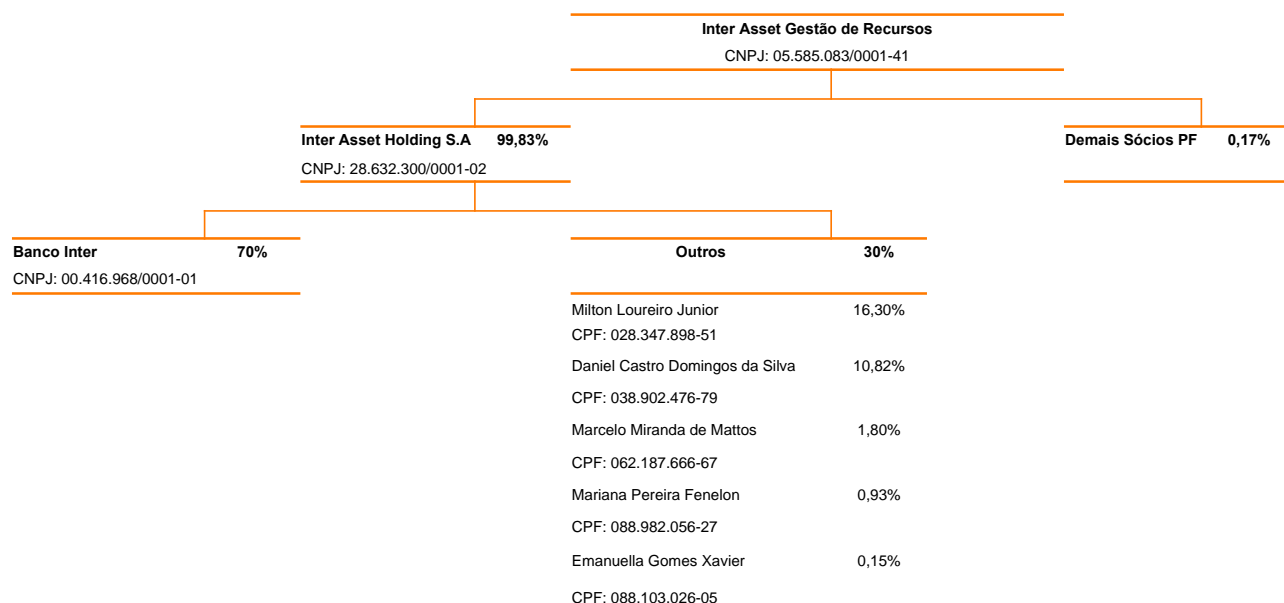 Inter Asset Gestão de Recursos
CNPJ: 05.585.083/0001-41
Inter Asset Holding S.A 99,83%
CNPJ: 28.632.300/0001-02
Demais Sócios PF 0,17%
Banco Inter 70%
CNPJ: 00.416.968/0001-01
Outros 30%
Milton Loureiro Junior 16,30%
CPF: 028.347.898-51
Daniel Castro Domingos da Silva 10,82%
CPF: 038.902.476-79
Marcelo Miranda de Mattos 1,80%
CPF: 062.187.666-67
Mariana Pereira Fenelon 0,93%
CPF: 088.982.056-27
Emanuella Gomes Xavier 0,15%
CPF: 088.103.026-05